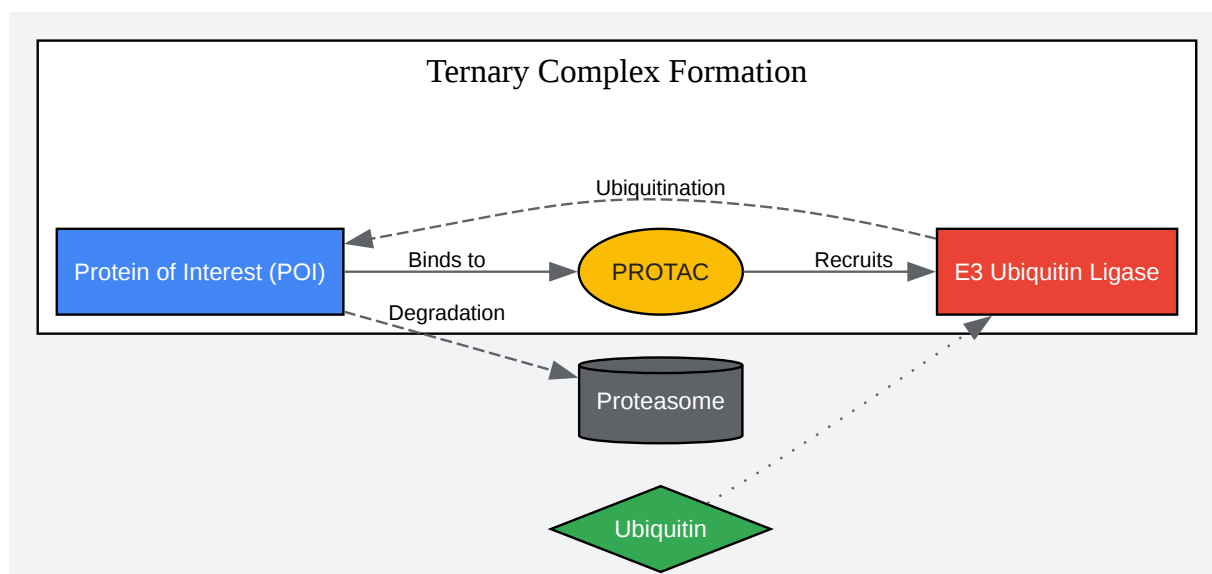 Ternary Complex Formation
Ubiquitination
Protein of Interest (POI)
Binds to
PROTAC
Recruits
E3 Ubiquitin Ligase
Degradation
Proteasome
Ubiquitin